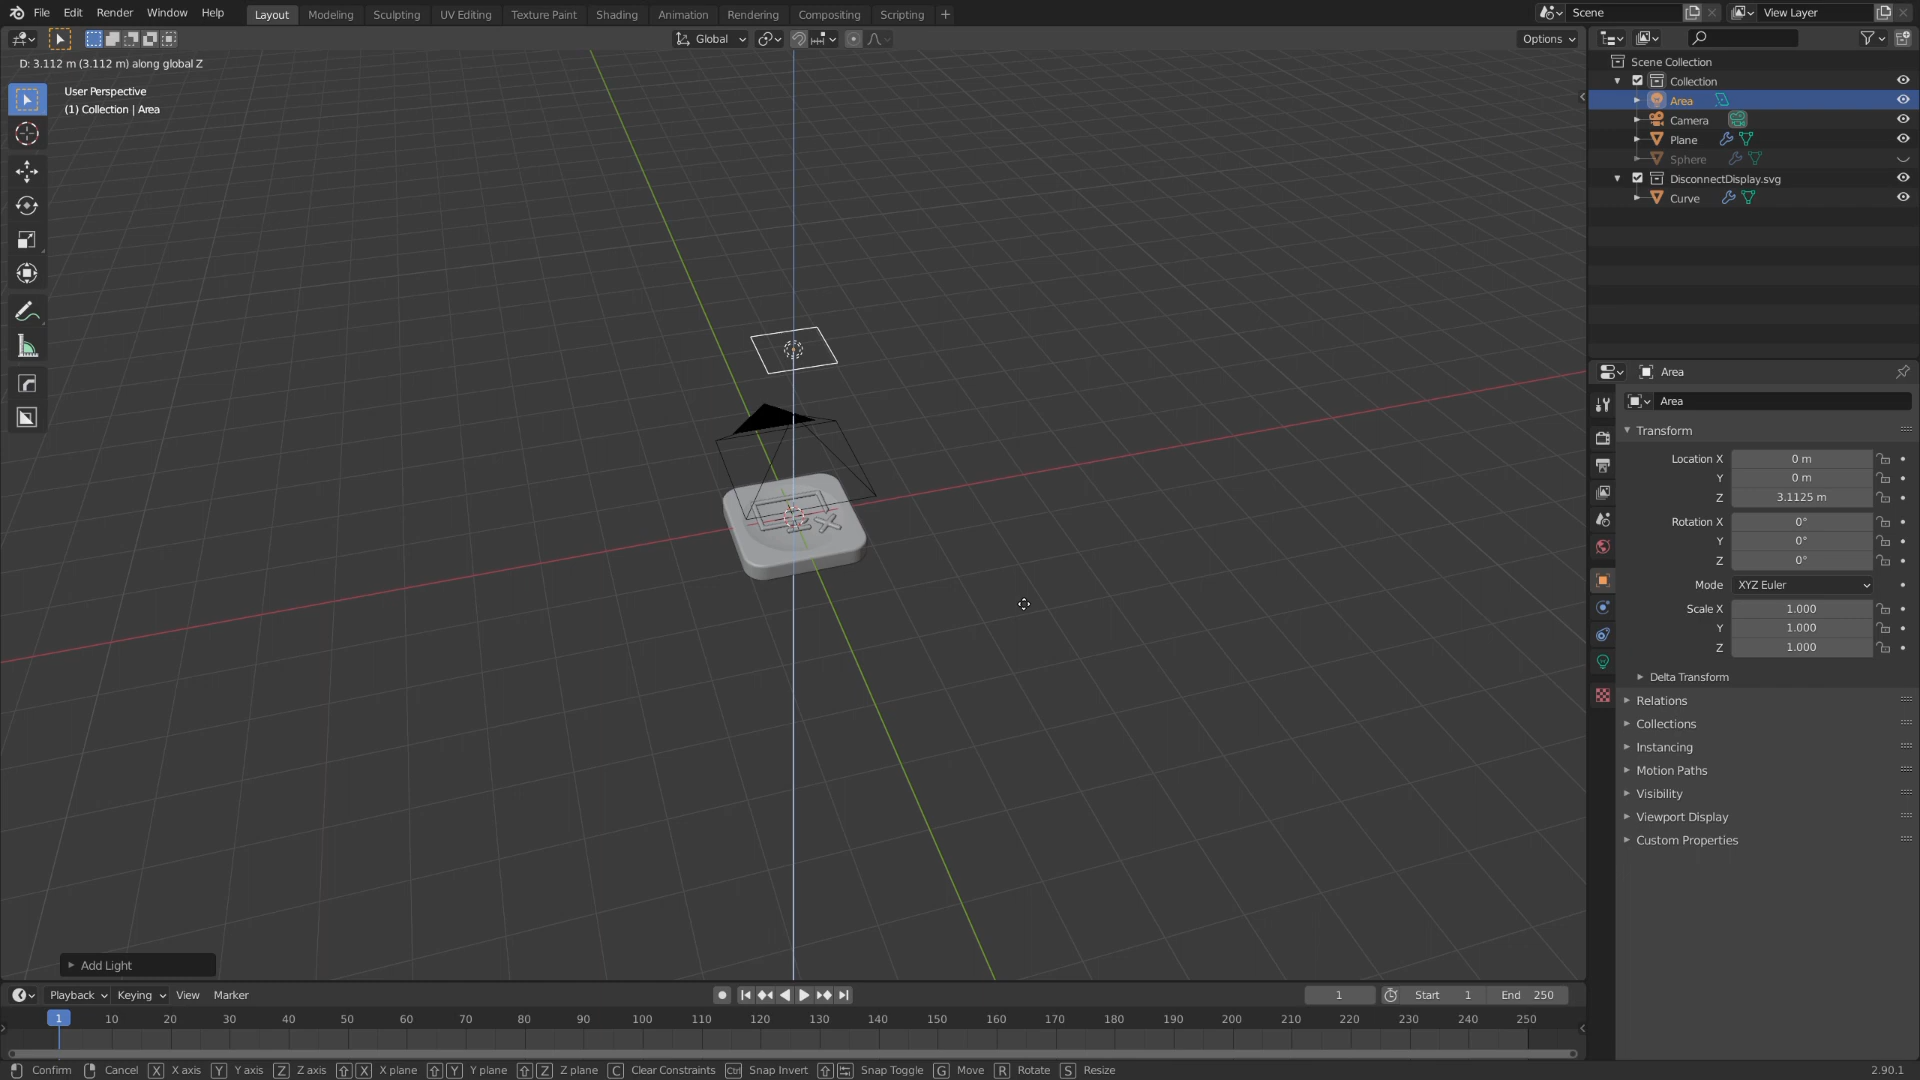 File Edit Render Window Help Layout Modeling Sculpting UV Editing Texture Paint Shading Animation Rendering Compositing Scripting + Scene View Layer
Global Options
D: 3.112 m (3.112 m) along global Z
User Perspective
(1) Collection | Area
Scene Collection
Collection
Area
Camera
Plane
Sphere
DisconnectDisplay.svg
Curve
Area
Area
Transform
Location X 0 m
Y 0 m
Z 3.1125 m
Rotation X 0°
Y 0°
Z 0°
Mode XYZ Euler
Scale X 1.000
Y 1.000
Z 1.000
Delta Transform
Relations
Collections
Instancing
Motion Paths
Visibility
Viewport Display
Custom Properties
Add Light
Playback Keying View Marker 1 Start 1 End 250
1 10 20 30 40 50 60 70 80 90 100 110 120 130 140 150 160 170 180 190 200 210 220 230 240 250
Confirm Cancel X X axis Y Y axis Z Z axis X X plane Y Y plane Z Z plane C Clear Constraints Ctrl Snap Invert Snap Toggle G Move R Rotate S Resize 2.90.1